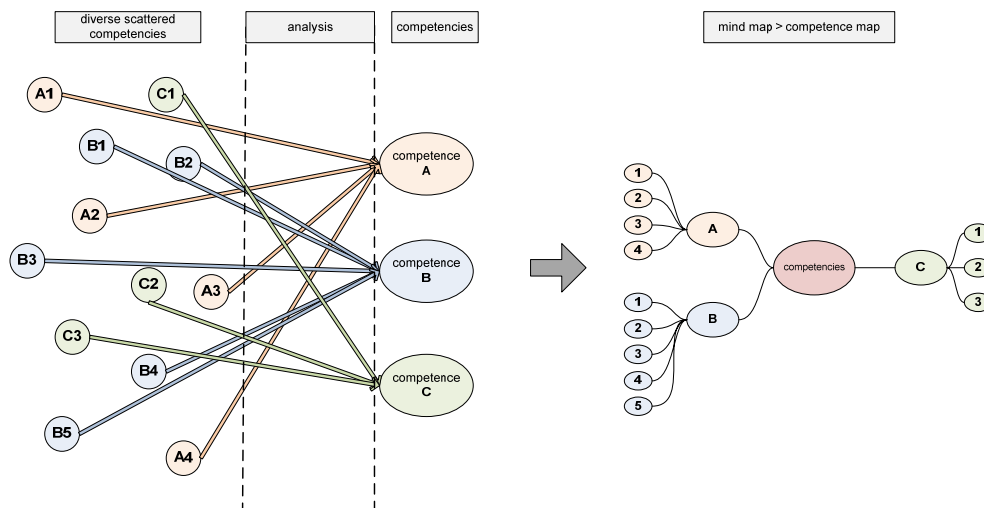 diverse scattered
competencies
analysis
competencies
mind map > competence map
A1
C1
B1
B2
competence
A
A2
B3
C2
A3
competence
B
C3
B4
competence
C
B5
A4
1
2
3
4
A
competencies
C
1
2
3
1
2
3
4
5
B